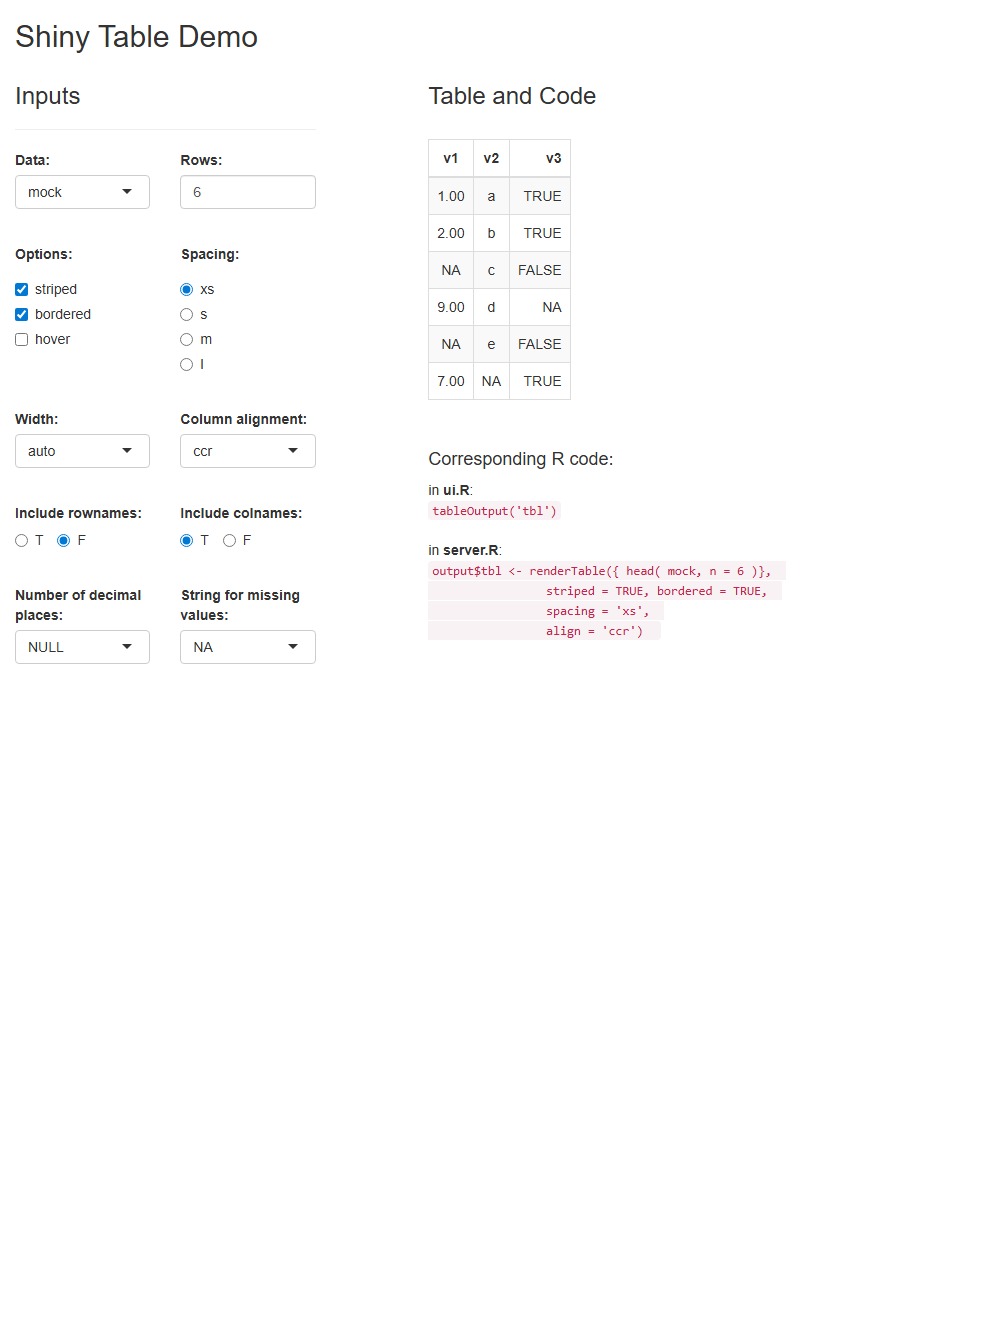 Shiny Table Demo
Inputs
Data:
Rows:
mock
6
Options:
Spacing:
striped
bordered
hover
xs
s
m
l
Width:
Column alignment:
auto
ccr
Include rownames:
Include colnames:
T F
T F
Number of decimal
places:
String for missing
values:
NULL
NA
Table and Code
v1 v2 v3
1.00 a TRUE
2.00 b TRUE
NA c FALSE
9.00 d NA
NA e FALSE
7.00 NA TRUE
Corresponding R code:
in ui.R:
tableOutput('tbl')
in server.R:
output$tbl <- renderTable({ head( mock, n = 6 )},
striped = TRUE, bordered = TRUE,
spacing = 'xs',
align = 'ccr')